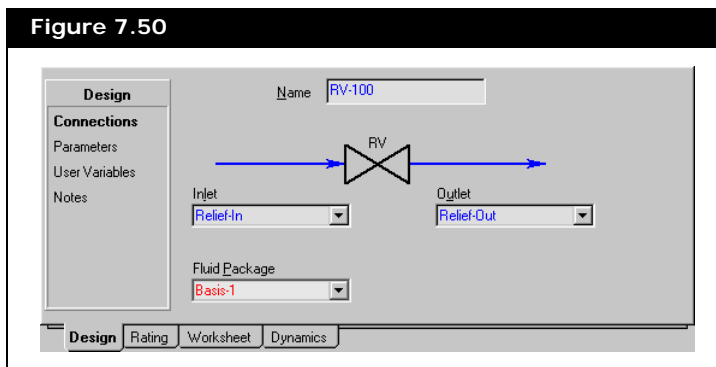 Figure 7.50
Design
Connections
Parameters
User Variables
Notes
Name RV-100
RV
Inlet
Relief-In
Outlet
Relief-Out
Fluid Package
Basis-1
Design Rating Worksheet Dynamics